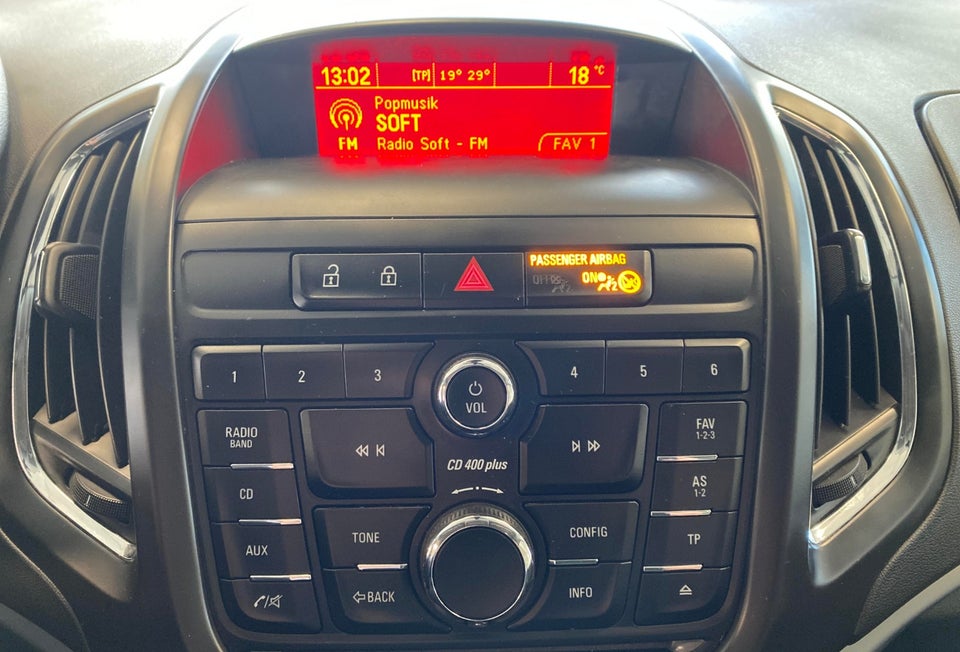 13:02 [TP] 19° 29° 18 °C
Popmusik
SOFT
FM Radio Soft - FM FAV 1
PASSENGER AIRBAG
OFF ON 2
1 2 3 4 5 6
VOL
RADIO
BAND
FAV
1-2-3
CD 400 plus
CD
AS
1-2
AUX
TONE
CONFIG
TP
BACK
INFO